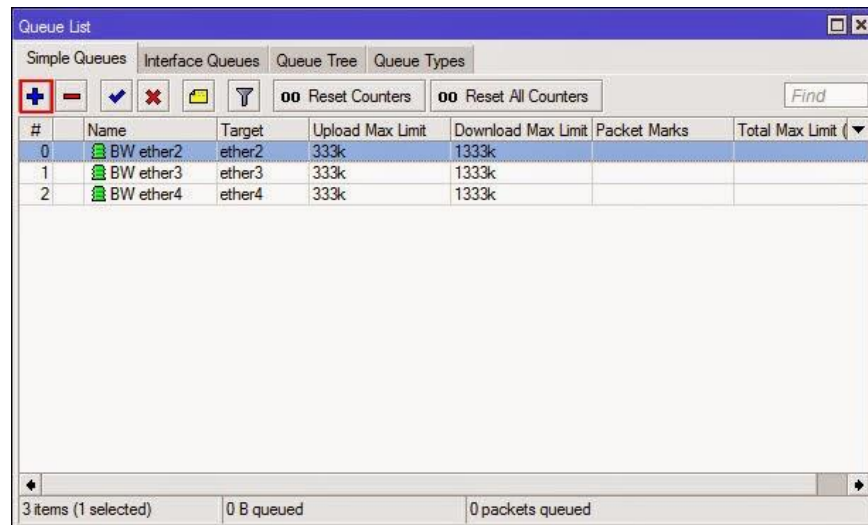 Queue List
Simple Queues Interface Queues Queue Tree Queue Types
00 Reset Counters 00 Reset All Counters Find
# Name Target Upload Max Limit Download Max Limit Packet Marks Total Max Limit (
0 BW ether2 ether2 333k 1333k
1 BW ether3 ether3 333k 1333k
2 BW ether4 ether4 333k 1333k
3 items (1 selected) 0 B queued 0 packets queued